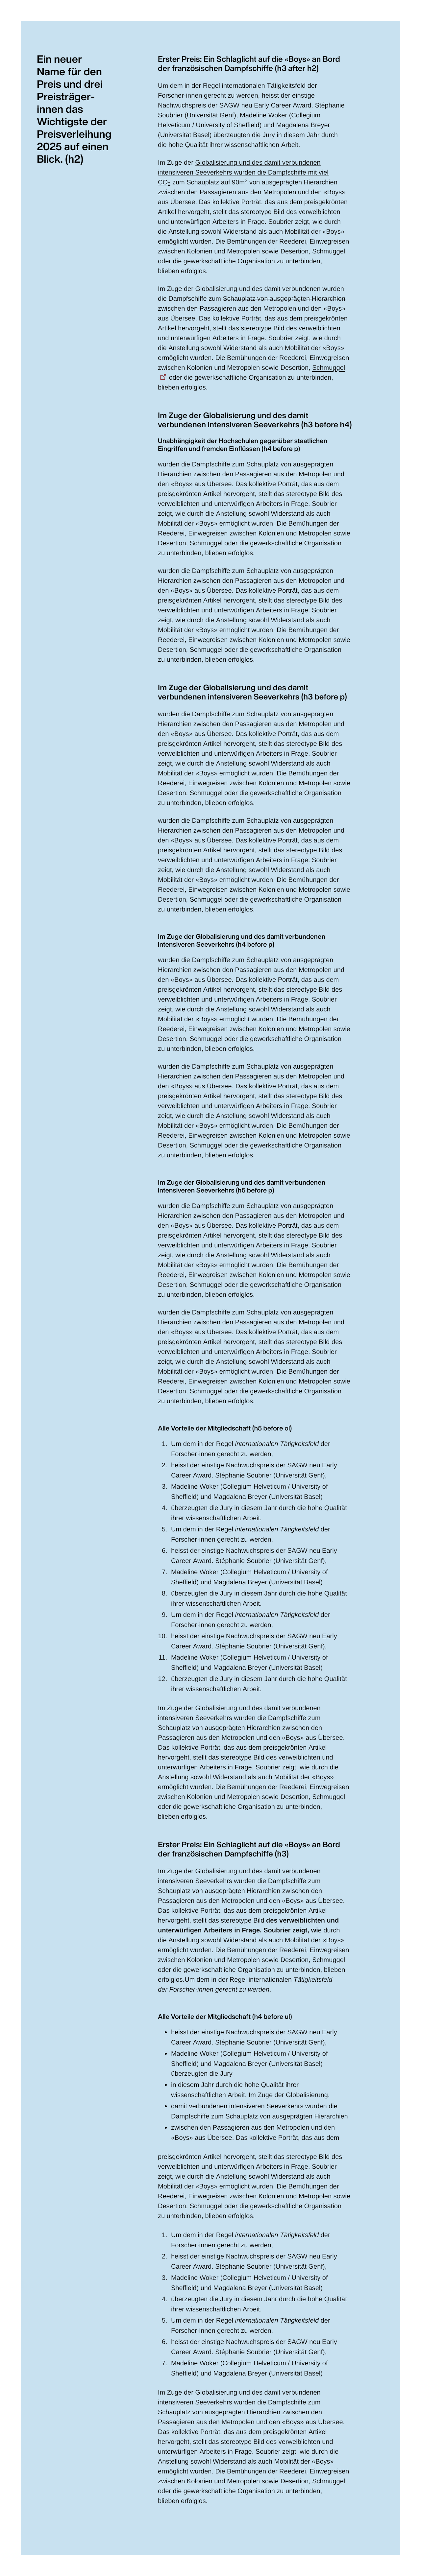 Ein neuer
Name für den
Preis und drei
Preisträger-
innen das
Wichtigste der
Preisverleihung
2025 auf einen
Blick. (h2)
Erster Preis: Ein Schlaglicht auf die «Boys» an Bord
der französischen Dampfschiffe (h3 after h2)
Um dem in der Regel internationalen Tätigkeitsfeld der
Forscher·innen gerecht zu werden, heisst der einstige
Nachwuchspreis der SAGW neu Early Career Award. Stéphanie
Soubrier (Universität Genf), Madeline Woker (Collegium
Helveticum / University of Sheffield) und Magdalena Breyer
(Universität Basel) überzeugten die Jury in diesem Jahr durch
die hohe Qualität ihrer wissenschaftlichen Arbeit.
Im Zuge der Globalisierung und des damit verbundenen
intensiveren Seeverkehrs wurden die Dampfschiffe mit viel
CO₂ zum Schauplatz auf 90m² von ausgeprägten Hierarchien
zwischen den Passagieren aus den Metropolen und den «Boys»
aus Übersee. Das kollektive Porträt, das aus dem preisgekrönten
Artikel hervorgeht, stellt das stereotype Bild des verweiblichten
und unterwürfigen Arbeiters in Frage. Soubrier zeigt, wie durch
die Anstellung sowohl Widerstand als auch Mobilität der «Boys»
ermöglicht wurden. Die Bemühungen der Reederei, Einwegreisen
zwischen Kolonien und Metropolen sowie Desertion, Schmuggel
oder die gewerkschaftliche Organisation zu unterbinden,
blieben erfolglos.
Im Zuge der Globalisierung und des damit verbundenen wurden
die Dampfschiffe zum Schauplatz von ausgeprägten Hierarchien
zwischen den Passagieren aus den Metropolen und den «Boys»
aus Übersee. Das kollektive Porträt, das aus dem preisgekrönten
Artikel hervorgeht, stellt das stereotype Bild des verweiblichten
und unterwürfigen Arbeiters in Frage. Soubrier zeigt, wie durch
die Anstellung sowohl Widerstand als auch Mobilität der «Boys»
ermöglicht wurden. Die Bemühungen der Reederei, Einwegreisen
zwischen Kolonien und Metropolen sowie Desertion, Schmuggel
oder die gewerkschaftliche Organisation zu unterbinden,
blieben erfolglos.
Im Zuge der Globalisierung und des damit
verbundenen intensiveren Seeverkehrs (h3 before h4)
Unabhängigkeit der Hochschulen gegenüber staatlichen
Eingriffen und fremden Einflüssen (h4 before p)
wurden die Dampfschiffe zum Schauplatz von ausgeprägten
Hierarchien zwischen den Passagieren aus den Metropolen und
den «Boys» aus Übersee. Das kollektive Porträt, das aus dem
preisgekrönten Artikel hervorgeht, stellt das stereotype Bild des
verweiblichten und unterwürfigen Arbeiters in Frage. Soubrier
zeigt, wie durch die Anstellung sowohl Widerstand als auch
Mobilität der «Boys» ermöglicht wurden. Die Bemühungen der
Reederei, Einwegreisen zwischen Kolonien und Metropolen sowie
Desertion, Schmuggel oder die gewerkschaftliche Organisation
zu unterbinden, blieben erfolglos.
wurden die Dampfschiffe zum Schauplatz von ausgeprägten
Hierarchien zwischen den Passagieren aus den Metropolen und
den «Boys» aus Übersee. Das kollektive Porträt, das aus dem
preisgekrönten Artikel hervorgeht, stellt das stereotype Bild des
verweiblichten und unterwürfigen Arbeiters in Frage. Soubrier
zeigt, wie durch die Anstellung sowohl Widerstand als auch
Mobilität der «Boys» ermöglicht wurden. Die Bemühungen der
Reederei, Einwegreisen zwischen Kolonien und Metropolen sowie
Desertion, Schmuggel oder die gewerkschaftliche Organisation
zu unterbinden, blieben erfolglos.
Im Zuge der Globalisierung und des damit
verbundenen intensiveren Seeverkehrs (h3 before p)
wurden die Dampfschiffe zum Schauplatz von ausgeprägten
Hierarchien zwischen den Passagieren aus den Metropolen und
den «Boys» aus Übersee. Das kollektive Porträt, das aus dem
preisgekrönten Artikel hervorgeht, stellt das stereotype Bild des
verweiblichten und unterwürfigen Arbeiters in Frage. Soubrier
zeigt, wie durch die Anstellung sowohl Widerstand als auch
Mobilität der «Boys» ermöglicht wurden. Die Bemühungen der
Reederei, Einwegreisen zwischen Kolonien und Metropolen sowie
Desertion, Schmuggel oder die gewerkschaftliche Organisation
zu unterbinden, blieben erfolglos.
wurden die Dampfschiffe zum Schauplatz von ausgeprägten
Hierarchien zwischen den Passagieren aus den Metropolen und
den «Boys» aus Übersee. Das kollektive Porträt, das aus dem
preisgekrönten Artikel hervorgeht, stellt das stereotype Bild des
verweiblichten und unterwürfigen Arbeiters in Frage. Soubrier
zeigt, wie durch die Anstellung sowohl Widerstand als auch
Mobilität der «Boys» ermöglicht wurden. Die Bemühungen der
Reederei, Einwegreisen zwischen Kolonien und Metropolen sowie
Desertion, Schmuggel oder die gewerkschaftliche Organisation
zu unterbinden, blieben erfolglos.
Im Zuge der Globalisierung und des damit verbundenen
intensiveren Seeverkehrs (h4 before p)
wurden die Dampfschiffe zum Schauplatz von ausgeprägten
Hierarchien zwischen den Passagieren aus den Metropolen und
den «Boys» aus Übersee. Das kollektive Porträt, das aus dem
preisgekrönten Artikel hervorgeht, stellt das stereotype Bild des
verweiblichten und unterwürfigen Arbeiters in Frage. Soubrier
zeigt, wie durch die Anstellung sowohl Widerstand als auch
Mobilität der «Boys» ermöglicht wurden. Die Bemühungen der
Reederei, Einwegreisen zwischen Kolonien und Metropolen sowie
Desertion, Schmuggel oder die gewerkschaftliche Organisation
zu unterbinden, blieben erfolglos.
wurden die Dampfschiffe zum Schauplatz von ausgeprägten
Hierarchien zwischen den Passagieren aus den Metropolen und
den «Boys» aus Übersee. Das kollektive Porträt, das aus dem
preisgekrönten Artikel hervorgeht, stellt das stereotype Bild des
verweiblichten und unterwürfigen Arbeiters in Frage. Soubrier
zeigt, wie durch die Anstellung sowohl Widerstand als auch
Mobilität der «Boys» ermöglicht wurden. Die Bemühungen der
Reederei, Einwegreisen zwischen Kolonien und Metropolen sowie
Desertion, Schmuggel oder die gewerkschaftliche Organisation
zu unterbinden, blieben erfolglos.
Im Zuge der Globalisierung und des damit verbundenen
intensiveren Seeverkehrs (h5 before p)
wurden die Dampfschiffe zum Schauplatz von ausgeprägten
Hierarchien zwischen den Passagieren aus den Metropolen und
den «Boys» aus Übersee. Das kollektive Porträt, das aus dem
preisgekrönten Artikel hervorgeht, stellt das stereotype Bild des
verweiblichten und unterwürfigen Arbeiters in Frage. Soubrier
zeigt, wie durch die Anstellung sowohl Widerstand als auch
Mobilität der «Boys» ermöglicht wurden. Die Bemühungen der
Reederei, Einwegreisen zwischen Kolonien und Metropolen sowie
Desertion, Schmuggel oder die gewerkschaftliche Organisation
zu unterbinden, blieben erfolglos.
wurden die Dampfschiffe zum Schauplatz von ausgeprägten
Hierarchien zwischen den Passagieren aus den Metropolen und
den «Boys» aus Übersee. Das kollektive Porträt, das aus dem
preisgekrönten Artikel hervorgeht, stellt das stereotype Bild des
verweiblichten und unterwürfigen Arbeiters in Frage. Soubrier
zeigt, wie durch die Anstellung sowohl Widerstand als auch
Mobilität der «Boys» ermöglicht wurden. Die Bemühungen der
Reederei, Einwegreisen zwischen Kolonien und Metropolen sowie
Desertion, Schmuggel oder die gewerkschaftliche Organisation
zu unterbinden, blieben erfolglos.
Alle Vorteile der Mitgliedschaft (h5 before ol)
1. Um dem in der Regel internationalen Tätigkeitsfeld der
Forscher·innen gerecht zu werden,
2. heisst der einstige Nachwuchspreis der SAGW neu Early
Career Award. Stéphanie Soubrier (Universität Genf),
3. Madeline Woker (Collegium Helveticum / University of
Sheffield) und Magdalena Breyer (Universität Basel)
4. überzeugten die Jury in diesem Jahr durch die hohe Qualität
ihrer wissenschaftlichen Arbeit.
5. Um dem in der Regel internationalen Tätigkeitsfeld der
Forscher·innen gerecht zu werden,
6. heisst der einstige Nachwuchspreis der SAGW neu Early
Career Award. Stéphanie Soubrier (Universität Genf),
7. Madeline Woker (Collegium Helveticum / University of
Sheffield) und Magdalena Breyer (Universität Basel)
8. überzeugten die Jury in diesem Jahr durch die hohe Qualität
ihrer wissenschaftlichen Arbeit.
9. Um dem in der Regel internationalen Tätigkeitsfeld der
Forscher·innen gerecht zu werden,
10. heisst der einstige Nachwuchspreis der SAGW neu Early
Career Award. Stéphanie Soubrier (Universität Genf),
11. Madeline Woker (Collegium Helveticum / University of
Sheffield) und Magdalena Breyer (Universität Basel)
12. überzeugten die Jury in diesem Jahr durch die hohe Qualität
ihrer wissenschaftlichen Arbeit.
Im Zuge der Globalisierung und des damit verbundenen
intensiveren Seeverkehrs wurden die Dampfschiffe zum
Schauplatz von ausgeprägten Hierarchien zwischen den
Passagieren aus den Metropolen und den «Boys» aus Übersee.
Das kollektive Porträt, das aus dem preisgekrönten Artikel
hervorgeht, stellt das stereotype Bild des verweiblichten und
unterwürfigen Arbeiters in Frage. Soubrier zeigt, wie durch die
Anstellung sowohl Widerstand als auch Mobilität der «Boys»
ermöglicht wurden. Die Bemühungen der Reederei, Einwegreisen
zwischen Kolonien und Metropolen sowie Desertion, Schmuggel
oder die gewerkschaftliche Organisation zu unterbinden,
blieben erfolglos.
Erster Preis: Ein Schlaglicht auf die «Boys» an Bord
der französischen Dampfschiffe (h3)
Im Zuge der Globalisierung und des damit verbundenen
intensiveren Seeverkehrs wurden die Dampfschiffe zum
Schauplatz von ausgeprägten Hierarchien zwischen den
Passagieren aus den Metropolen und den «Boys» aus Übersee.
Das kollektive Porträt, das aus dem preisgekrönten Artikel
hervorgeht, stellt das stereotype Bild des verweiblichten und
unterwürfigen Arbeiters in Frage. Soubrier zeigt, wie durch
die Anstellung sowohl Widerstand als auch Mobilität der «Boys»
ermöglicht wurden. Die Bemühungen der Reederei, Einwegreisen
zwischen Kolonien und Metropolen sowie Desertion, Schmuggel
oder die gewerkschaftliche Organisation zu unterbinden, blieben
erfolglos.Um dem in der Regel internationalen Tätigkeitsfeld
der Forscher·innen gerecht zu werden.
Alle Vorteile der Mitgliedschaft (h4 before ul)
• heisst der einstige Nachwuchspreis der SAGW neu Early
Career Award. Stéphanie Soubrier (Universität Genf),
• Madeline Woker (Collegium Helveticum / University of
Sheffield) und Magdalena Breyer (Universität Basel)
überzeugten die Jury
• in diesem Jahr durch die hohe Qualität ihrer
wissenschaftlichen Arbeit. Im Zuge der Globalisierung.
• damit verbundenen intensiveren Seeverkehrs wurden die
Dampfschiffe zum Schauplatz von ausgeprägten Hierarchien
• zwischen den Passagieren aus den Metropolen und den
«Boys» aus Übersee. Das kollektive Porträt, das aus dem
preisgekrönten Artikel hervorgeht, stellt das stereotype Bild des
verweiblichten und unterwürfigen Arbeiters in Frage. Soubrier
zeigt, wie durch die Anstellung sowohl Widerstand als auch
Mobilität der «Boys» ermöglicht wurden. Die Bemühungen der
Reederei, Einwegreisen zwischen Kolonien und Metropolen sowie
Desertion, Schmuggel oder die gewerkschaftliche Organisation
zu unterbinden, blieben erfolglos.
1. Um dem in der Regel internationalen Tätigkeitsfeld der
Forscher·innen gerecht zu werden,
2. heisst der einstige Nachwuchspreis der SAGW neu Early
Career Award. Stéphanie Soubrier (Universität Genf),
3. Madeline Woker (Collegium Helveticum / University of
Sheffield) und Magdalena Breyer (Universität Basel)
4. überzeugten die Jury in diesem Jahr durch die hohe Qualität
ihrer wissenschaftlichen Arbeit.
5. Um dem in der Regel internationalen Tätigkeitsfeld der
Forscher·innen gerecht zu werden,
6. heisst der einstige Nachwuchspreis der SAGW neu Early
Career Award. Stéphanie Soubrier (Universität Genf),
7. Madeline Woker (Collegium Helveticum / University of
Sheffield) und Magdalena Breyer (Universität Basel)
Im Zuge der Globalisierung und des damit verbundenen
intensiveren Seeverkehrs wurden die Dampfschiffe zum
Schauplatz von ausgeprägten Hierarchien zwischen den
Passagieren aus den Metropolen und den «Boys» aus Übersee.
Das kollektive Porträt, das aus dem preisgekrönten Artikel
hervorgeht, stellt das stereotype Bild des verweiblichten und
unterwürfigen Arbeiters in Frage. Soubrier zeigt, wie durch die
Anstellung sowohl Widerstand als auch Mobilität der «Boys»
ermöglicht wurden. Die Bemühungen der Reederei, Einwegreisen
zwischen Kolonien und Metropolen sowie Desertion, Schmuggel
oder die gewerkschaftliche Organisation zu unterbinden,
blieben erfolglos.